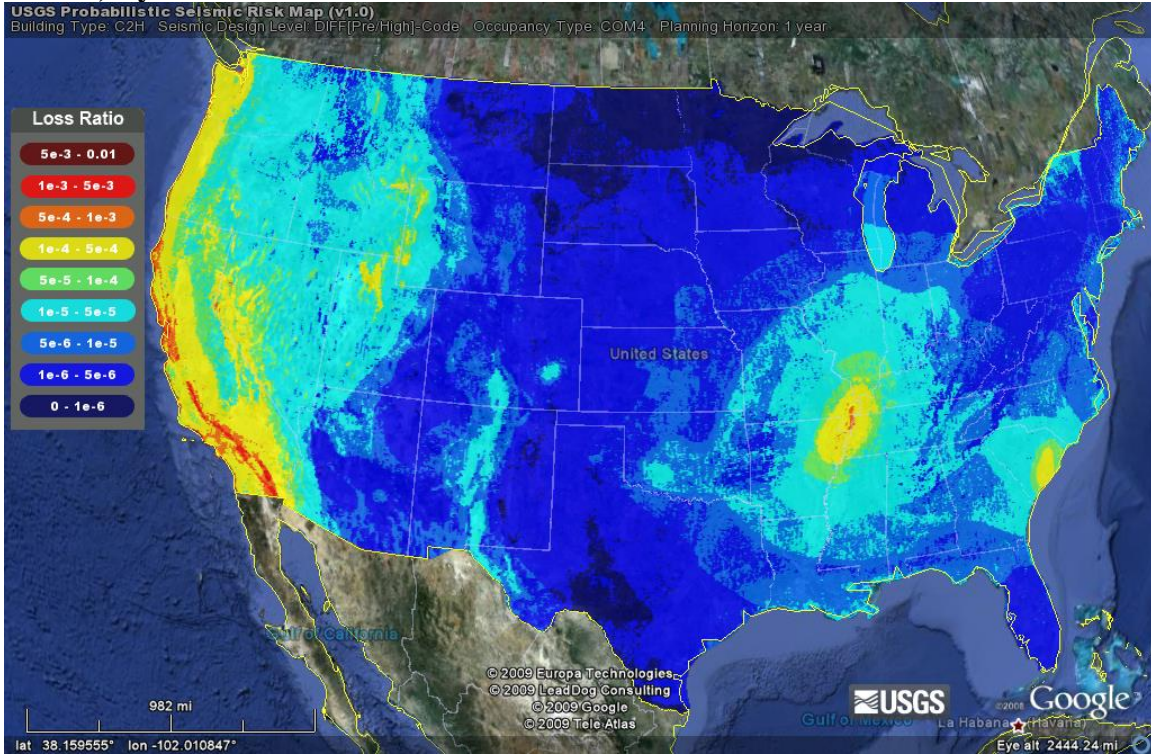 USGS Probabilistic Seismic Risk Map (v1.0)
Building Type: C2H Seismic Design Level: DIFF[Pre/High]-Code Occupancy Type: COM4 Planning Horizon: 1 year
Loss Ratio
5e-3 - 0.01
1e-3 - 5e-3
5e-4 - 1e-3
1e-4 - 5e-4
5e-5 - 1e-4
1e-5 - 5e-5
5e-6 - 1e-5
1e-6 - 5e-6
0 - 1e-6
United States
Gulf of California
© 2009 Europa Technologies
© 2009 LeadDog Consulting
© 2009 Google
© 2009 Tele Atlas
USGS
©2008 Google
Gulf of Mexico
La Habana (Havana)
982 mi
lat 38.159555° lon -102.010847°
Eye alt 2444.24 mi